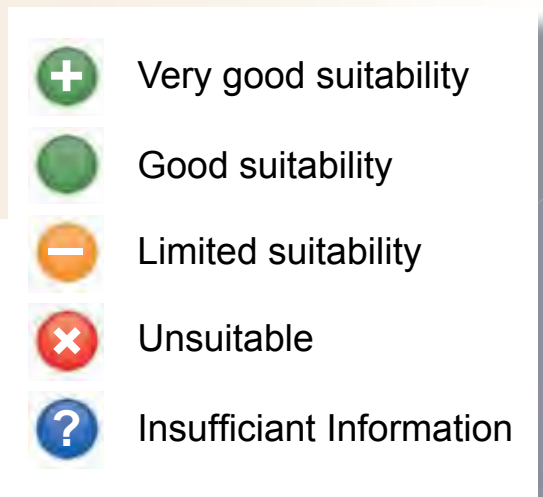 Very good suitability
Good suitability
Limited suitability
Unsuitable
? Insufficiant Information